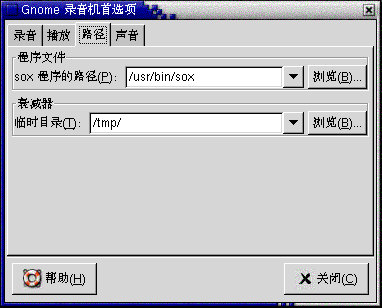 Gnome 录音机首选项
录音 播放 路径 声音
程序文件
sox 程序的路径(P): /usr/bin/sox 浏览(B)...
衰减器
临时目录(T): /tmp/ 浏览(B)...
帮助(H) 关闭(C)